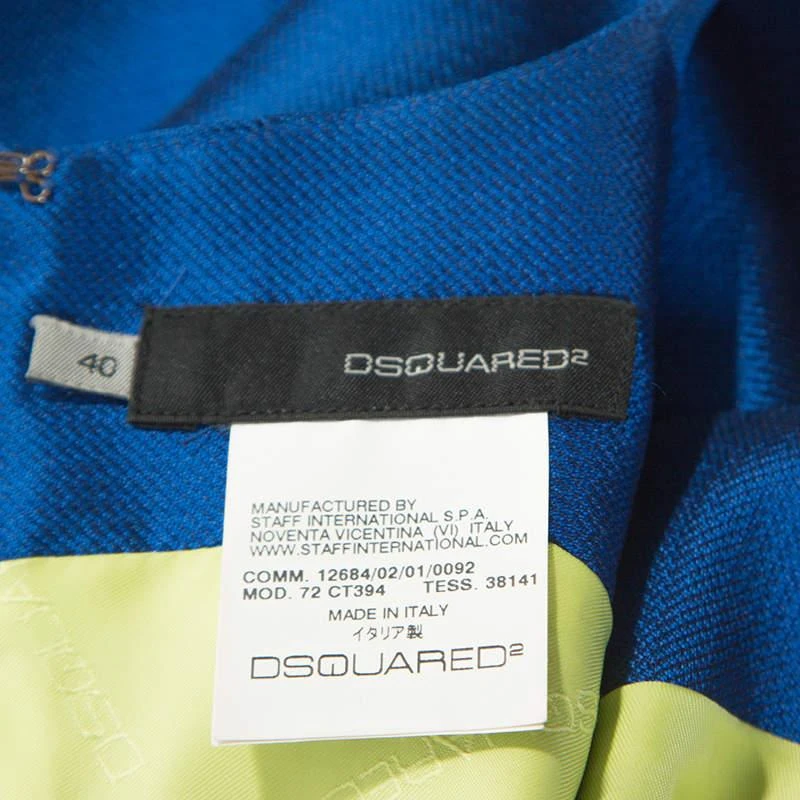 40
DSQUARED²
MANUFACTURED BY
STAFF INTERNATIONAL S.P.A.
NOVENTA VICENTINA (VI) ITALY
WWW.STAFFINTERNATIONAL.COM
COMM. 12684/02/01/0092
MOD. 72 CT394 TESS. 38141
MADE IN ITALY
イタリア製
DSQUARED²